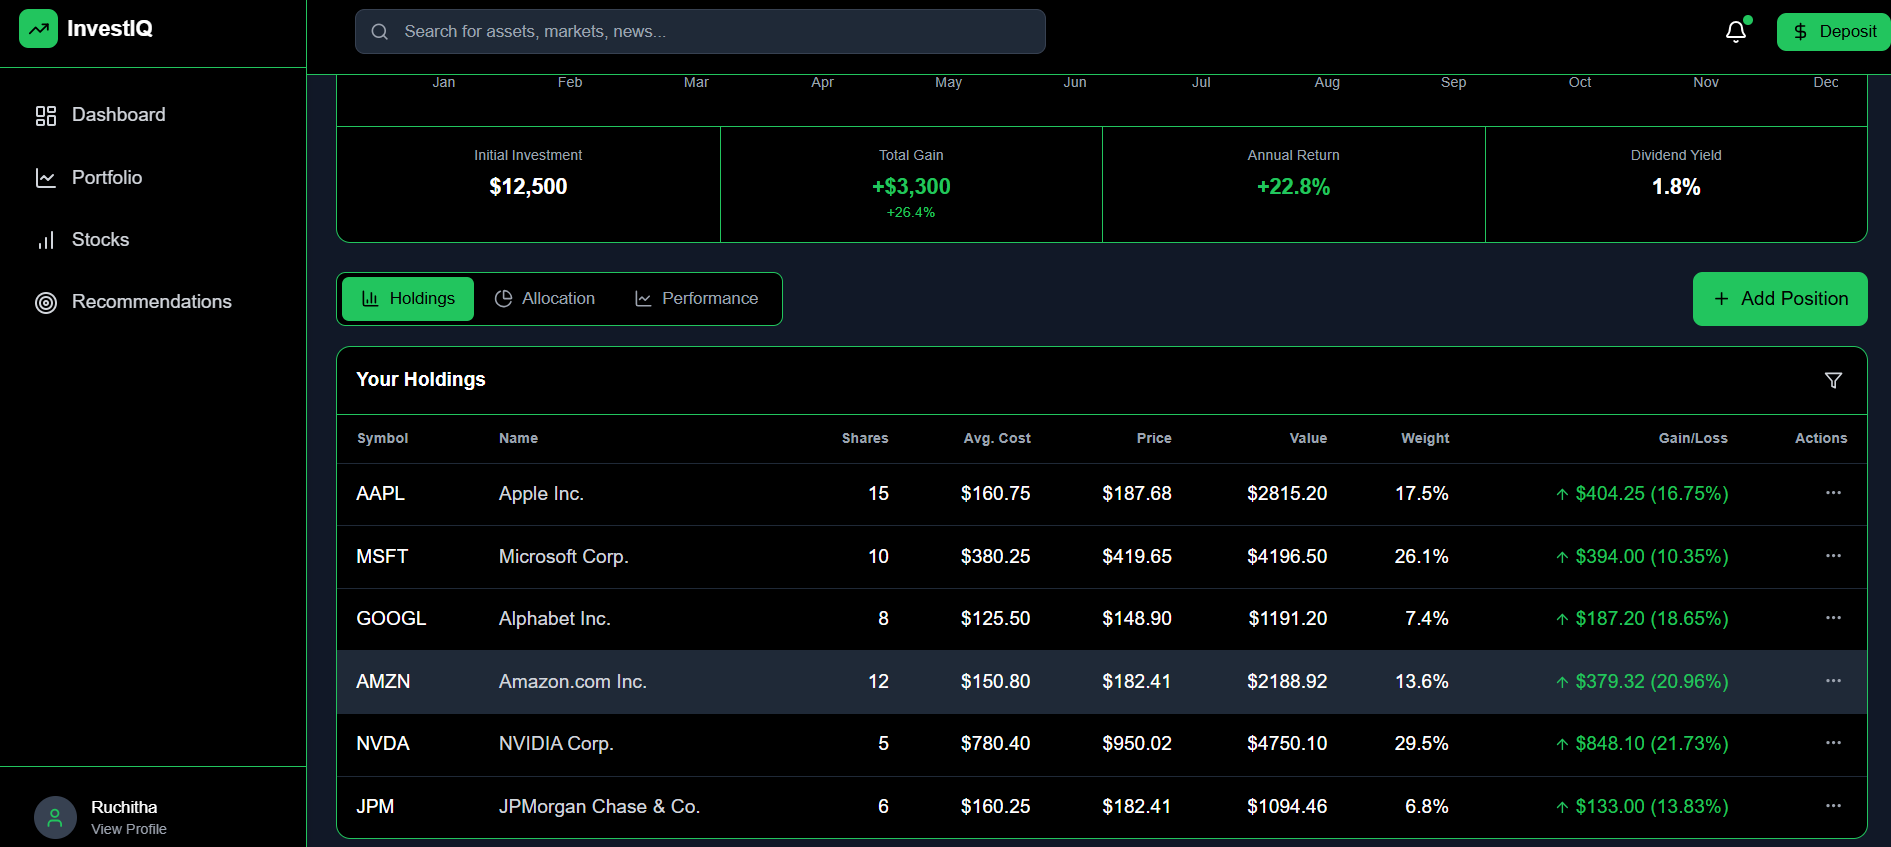 InvestIQ
Search for assets, markets, news...
Deposit
Dashboard
Portfolio
Stocks
Recommendations
Ruchitha
View Profile
Jan Feb Mar Apr May Jun Jul Aug Sep Oct Nov Dec
Initial Investment Total Gain Annual Return Dividend Yield
$12,500 +$3,300 +22.8% 1.8%
+26.4%
Holdings Allocation Performance
+ Add Position
Your Holdings
Symbol Name Shares Avg. Cost Price Value Weight Gain/Loss Actions
AAPL Apple Inc. 15 $160.75 $187.68 $2815.20 17.5% ↑ $404.25 (16.75%) ...
MSFT Microsoft Corp. 10 $380.25 $419.65 $4196.50 26.1% ↑ $394.00 (10.35%) ...
GOOGL Alphabet Inc. 8 $125.50 $148.90 $1191.20 7.4% ↑ $187.20 (18.65%) ...
AMZN Amazon.com Inc. 12 $150.80 $182.41 $2188.92 13.6% ↑ $379.32 (20.96%) ...
NVDA NVIDIA Corp. 5 $780.40 $950.02 $4750.10 29.5% ↑ $848.10 (21.73%) ...
JPM JPMorgan Chase & Co. 6 $160.25 $182.41 $1094.46 6.8% ↑ $133.00 (13.83%) ...